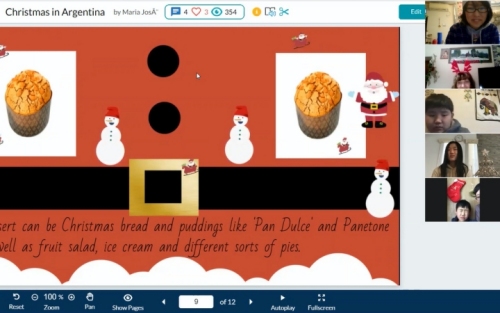 Christmas in Argentina by María JosÃ¨ 4 3 354 Edit
sert can be Christmas bread and puddings like 'Pan Dulce' and Panetone
well as fruit salad, ice cream and different sorts of pies.
9 of 12
Reset 100 % Zoom Pan Show Pages Autoplay Fullscreen